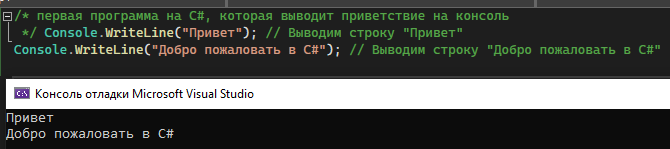 /* первая программа на C#, которая выводит приветствие на консоль
*/ Console.WriteLine("Привет"); // Выводим строку "Привет"
Console.WriteLine("Добро пожаловать в C#"); // Выводим строку "Добро пожаловать в C#"
C:\ Консоль отладки Microsoft Visual Studio
Привет
Добро пожаловать в C#